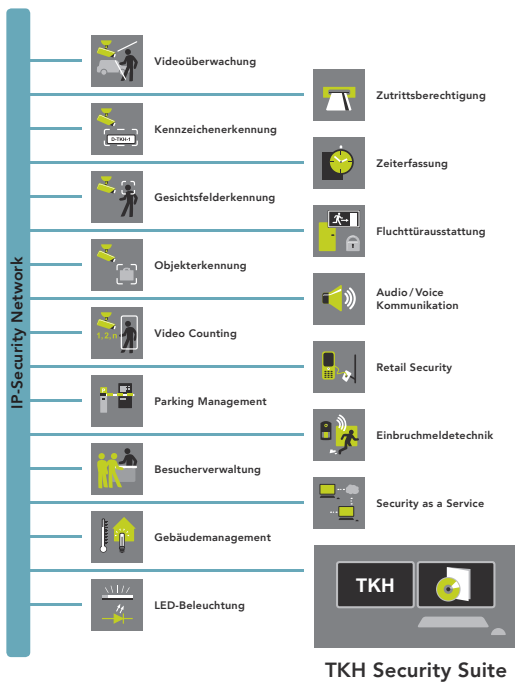 IP-Security Network
Videoüberwachung
D-TKH-1
Kennzeichenerkennung
Gesichtsfelderkennung
Objekterkennung
1, 2, n
Video Counting
Parking Management
Besucherverwaltung
Gebäudemanagement
LED-Beleuchtung
Zutrittsberechtigung
Zeiterfassung
Fluchttürausstattung
Audio/Voice
Kommunikation
Retail Security
Einbruchmeldetechnik
Security as a Service
TKH
TKH Security Suite